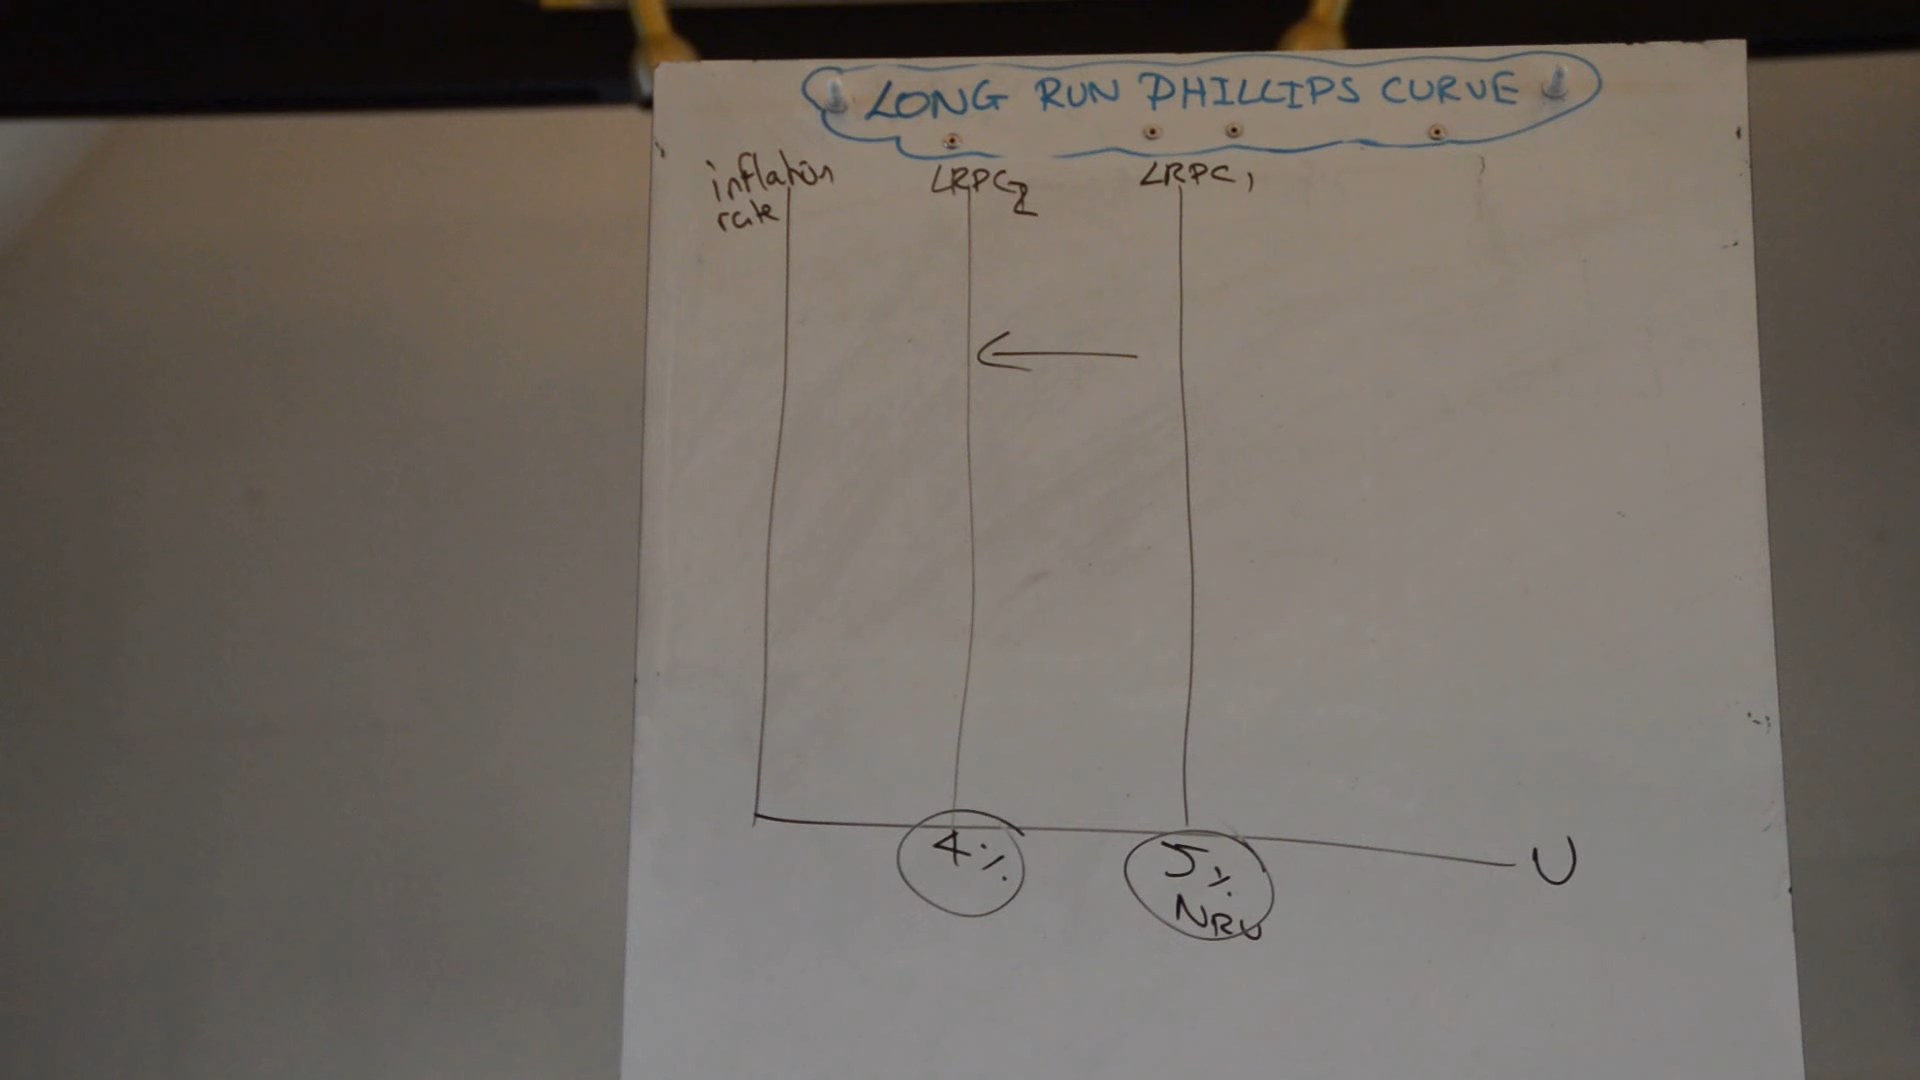 LONG RUN PHILLIPS CURVE
inflation
rate
LRPC2
LRPC1
4%
5%
NRU
U